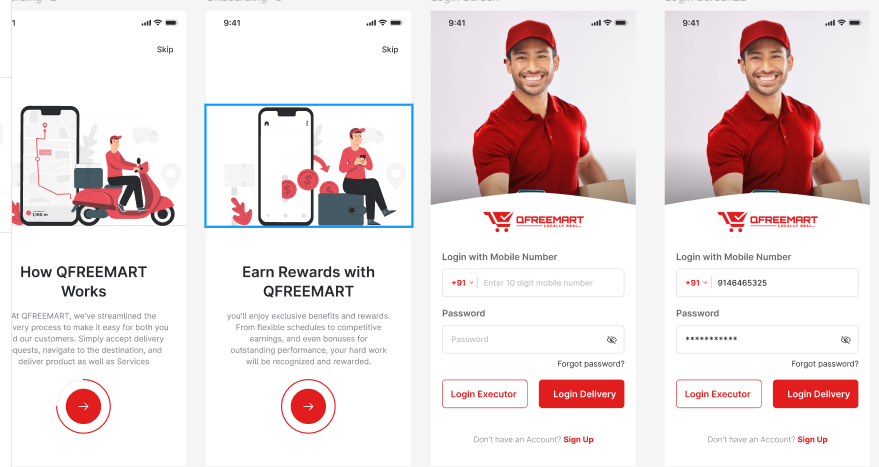 Login Screen
9:41
Skip
1,100 m
How QFREEMART
Works
At QFREEMART, we've streamlined the
very process to make it easy for both you
d our customers. Simply accept delivery
quests, navigate to the destination, and
deliver product as well as Services
9:41
Skip
Earn Rewards with
QFREEMART
you'll enjoy exclusive benefits and rewards.
From flexible schedules to competitive
earnings, and even bonuses for
outstanding performance, your hard work
will be recognized and rewarded.
9:41
QFREEMART
LOCALLY REAL..
Login with Mobile Number
+91 Enter 10 digit mobile number
Password
Password
Forgot password?
Login Executor Login Delivery
Don't have an Account? Sign Up
9:41
QFREEMART
LOCALLY REAL..
Login with Mobile Number
+91 9146465325
Password
***********
Forgot password?
Login Executor Login Delivery
Don't have an Account? Sign Up